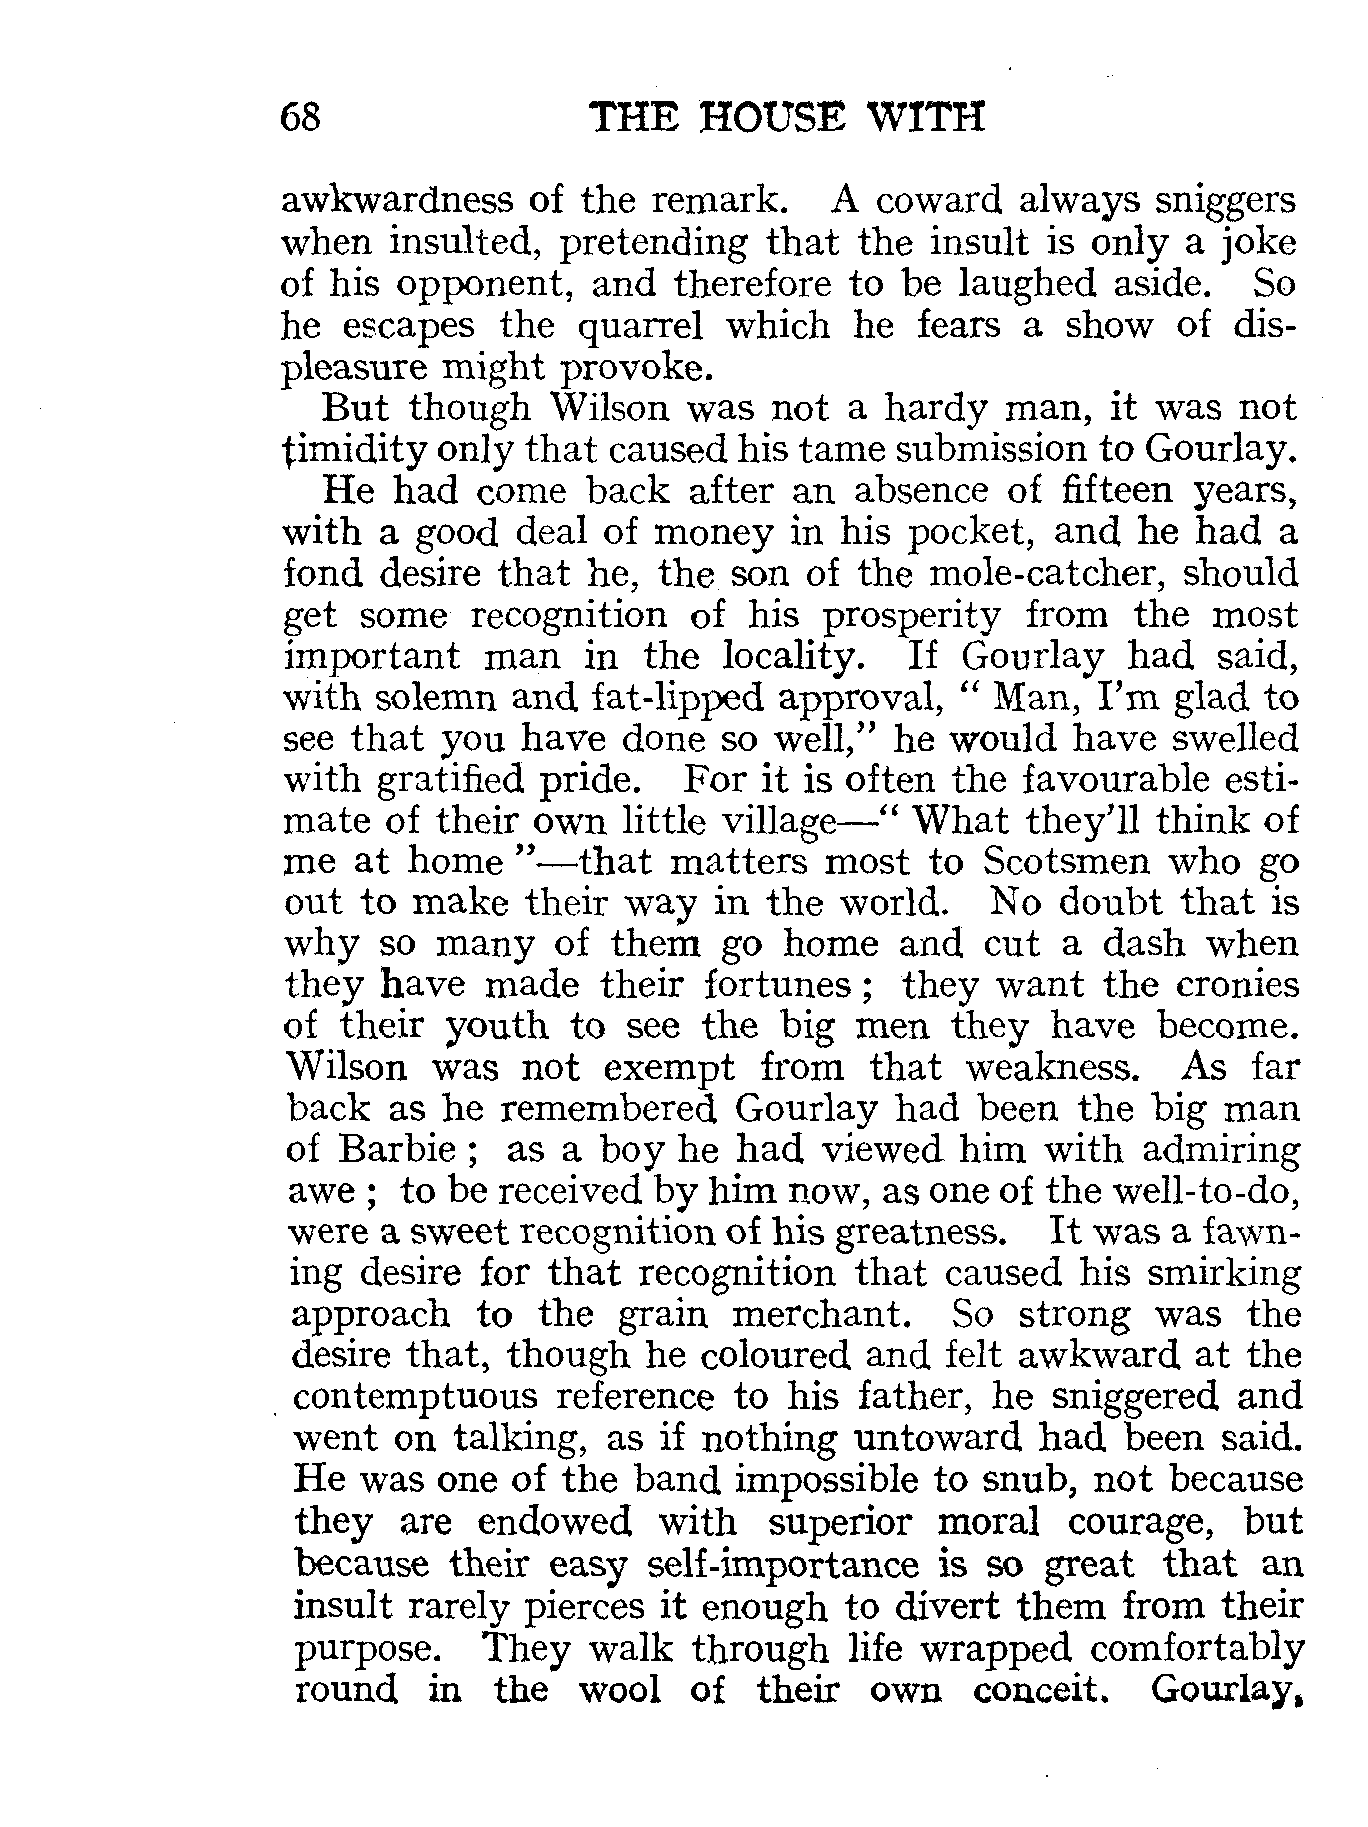 68 THE HOUSE WITH
awkwardness of the remark. A coward always sniggers
when insulted, pretending that the insult is only a joke
of his opponent, and therefore to be laughed aside. So
he escapes the quarrel which he fears a show of dis-
pleasure might provoke.
But though Wilson was not a hardy man, it was not
timidity only that caused his tame submission to Gourlay.
He had come back after an absence of fifteen years,
with a good deal of money in his pocket, and he had a
fond desire that he, the son of the mole-catcher, should
get some recognition of his prosperity from the most
important man in the locality. If Gourlay had said,
with solemn and fat-lipped approval, “ Man, I’m glad to
see that you have done so well,” he would have swelled
with gratified pride. For it is often the favourable esti-
mate of their own little village—“ What they’ll think of
me at home ”—that matters most to Scotsmen who go
out to make their way in the world. No doubt that is
why so many of them go home and cut a dash when
they have made their fortunes ; they want the cronies
of their youth to see the big men they have become.
Wilson was not exempt from that weakness. As far
back as he remembered Gourlay had been the big man
of Barbie ; as a boy he had viewed him with admiring
awe ; to be received by him now, as one of the well-to-do,
were a sweet recognition of his greatness. It was a fawn-
ing desire for that recognition that caused his smirking
approach to the grain merchant. So strong was the
desire that, though he coloured and felt awkward at the
contemptuous reference to his father, he sniggered and
went on talking, as if nothing untoward had been said.
He was one of the band impossible to snub, not because
they are endowed with superior moral courage, but
because their easy self-importance is so great that an
insult rarely pierces it enough to divert them from their
purpose. They walk through life wrapped comfortably
round in the wool of their own conceit. Gourlay,